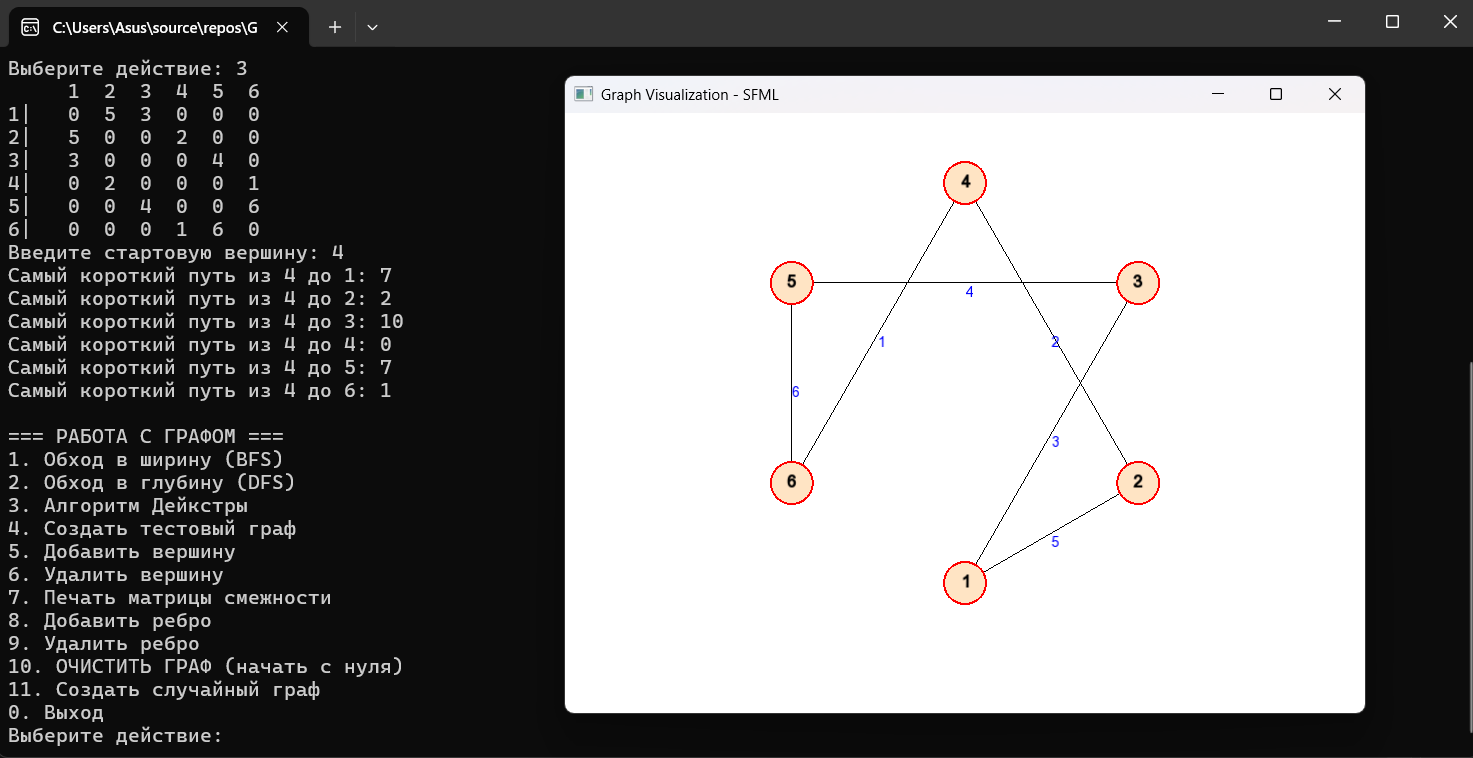 C:\Users\Asus\source\repos\G
Выберите действие: 3
1 2 3 4 5 6
1| 0 5 3 0 0 0
2| 5 0 0 2 0 0
3| 3 0 0 0 4 0
4| 0 2 0 0 0 1
5| 0 0 4 0 0 6
6| 0 0 0 1 6 0
Введите стартовую вершину: 4
Самый короткий путь из 4 до 1: 7
Самый короткий путь из 4 до 2: 2
Самый короткий путь из 4 до 3: 10
Самый короткий путь из 4 до 4: 0
Самый короткий путь из 4 до 5: 7
Самый короткий путь из 4 до 6: 1
=== РАБОТА С ГРАФОМ ===
1. Обход в ширину (BFS)
2. Обход в глубину (DFS)
3. Алгоритм Дейкстры
4. Создать тестовый граф
5. Добавить вершину
6. Удалить вершину
7. Печать матрицы смежности
8. Добавить ребро
9. Удалить ребро
10. ОЧИСТИТЬ ГРАФ (начать с нуля)
11. Создать случайный граф
0. Выход
Выберите действие:
Graph Visualization - SFML
4
5
3
4
1
2
6
3
6
2
5
1